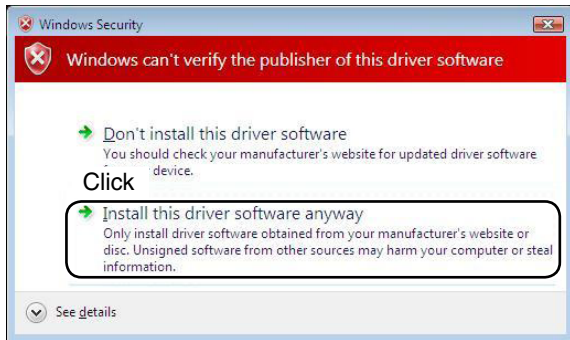 Windows Security
Windows can't verify the publisher of this driver software
Don't install this driver software
You should check your manufacturer's website for updated driver software
device.
Click
Install this driver software anyway
Only install driver software obtained from your manufacturer's website or
disc. Unsigned software from other sources may harm your computer or steal
information.
See details